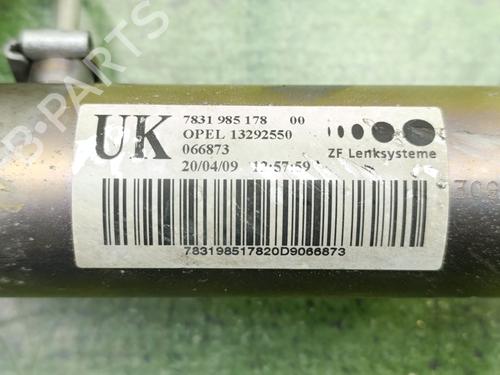 UK
7831 985 178 00
OPEL 13292550
066873
20/04/09 12:57:59
ZF Lenksysteme
783198517820D9066873
B-PARTS